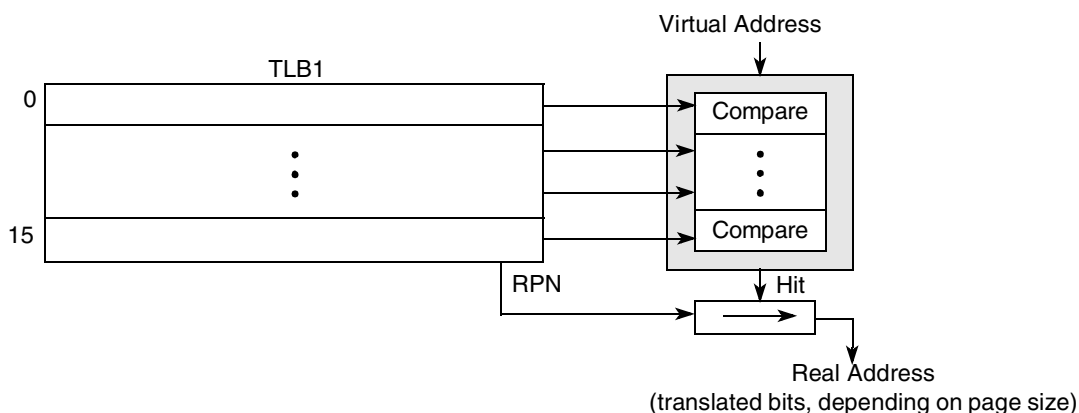 Virtual Address
TLB1
0
Compare
15
Compare
RPN
Hit
Real Address
(translated bits, depending on page size)